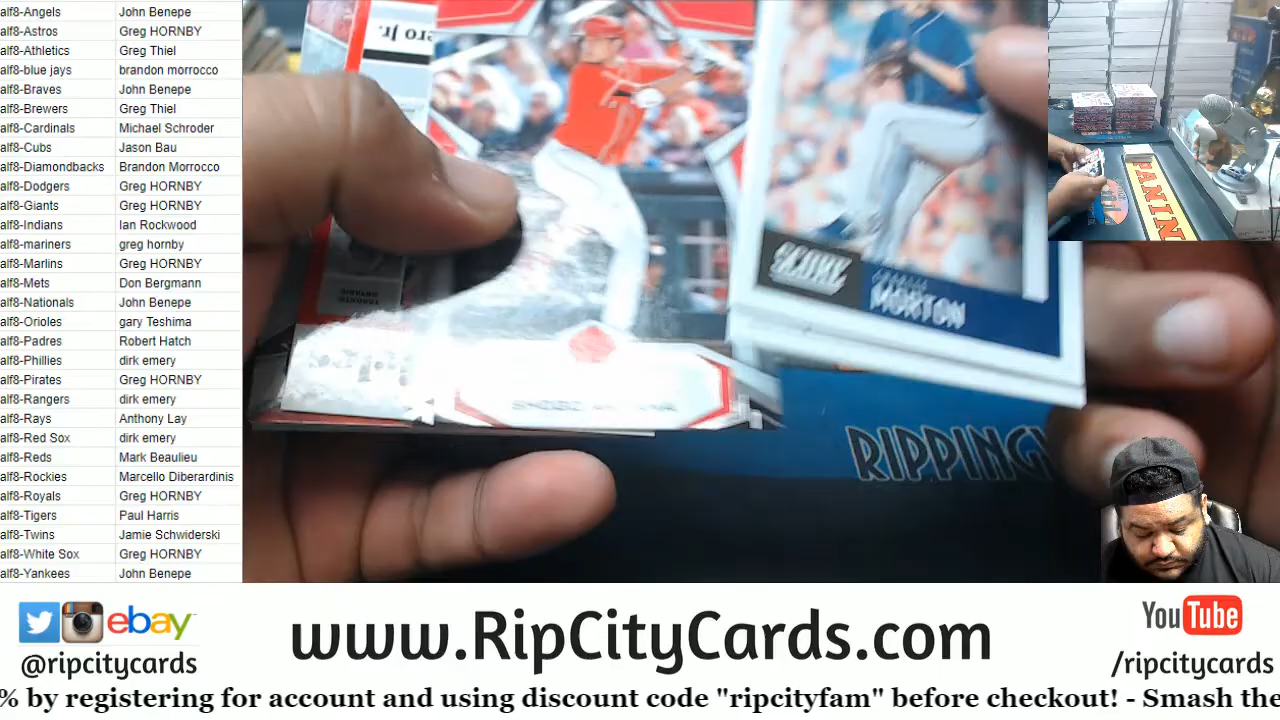 alf8-Angels John Benepe
alf8-Astros Greg HORNBY
alf8-Athletics Greg Thiel
alf8-blue jays brandon morrocco
alf8-Braves John Benepe
alf8-Brewers Greg Thiel
alf8-Cardinals Michael Schroder
alf8-Cubs Jason Bau
alf8-Diamondbacks Brandon Morrocco
alf8-Dodgers Greg HORNBY
alf8-Giants Greg HORNBY
alf8-Indians Ian Rockwood
alf8-mariners greg hornby
alf8-Marlins Greg HORNBY
alf8-Mets Don Bergmann
alf8-Nationals John Benepe
alf8-Orioles gary Teshima
alf8-Padres Robert Hatch
alf8-Phillies dirk emery
alf8-Pirates Greg HORNBY
alf8-Rangers dirk emery
alf8-Rays Anthony Lay
alf8-Red Sox dirk emery
alf8-Reds Mark Beaulieu
alf8-Rockies Marcello Diberardinis
alf8-Royals Greg HORNBY
alf8-Tigers Paul Harris
alf8-Twins Jamie Schwiderski
alf8-White Sox Greg HORNBY
alf8-Yankees John Benepe
ero Jr.
SCORE
MORTON
RIPPING
PANINI
ebay
@ripcitycards
www.RipCityCards.com
YouTube
/ripcitycards
% by registering for account and using discount code "ripcityfam" before checkout! - Smash the